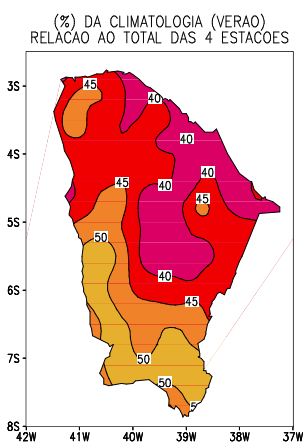 (%) DA CLIMATOLOGIA (VERAO)
RELACAO AO TOTAL DAS 4 ESTACOES
3S
45
40
40
4S
40
45
40
45
5S
50
40
6S
45
7S
50
50
5
8S
42W 41W 40W 39W 38W 37W